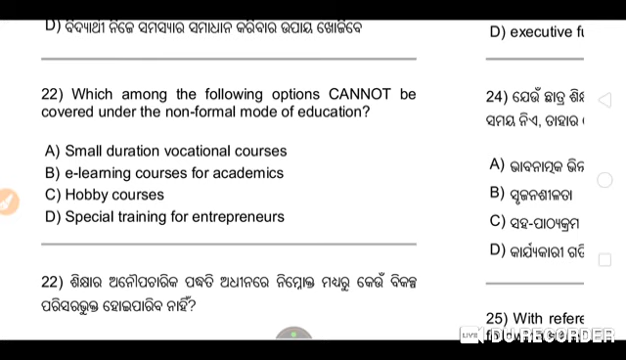 D) ବିଦ୍ୟାର୍ଥୀ ନିଜେ ସମସ୍ୟାର ସମାଧାନ କରିବାର ଉପାୟ ଖୋଜିବେ
22) Which among the following options CANNOT be
covered under the non-formal mode of education?
A) Small duration vocational courses
B) e-learning courses for academics
C) Hobby courses
D) Special training for entrepreneurs
22) ଶିକ୍ଷାର ଅନୌପଚାରିକ ପଦ୍ଧତି ଅଧୀନରେ ନିମ୍ନୋକ୍ତ ମଧ୍ୟରୁ କେଉଁ ବିକଳ୍ପ
ପରିସରଭୁକ୍ତ ହୋଇପାରିବ ନାହିଁ?
D) executive
24) ଯେଉଁ ଛାତ୍ର
ସମୟ ନିଏ, ତାହାର
A) ଭାବନାତ୍ମକ
B) ସୃଜନଶୀଳତା
C) ସହ-ପାଠ୍ୟକ୍ରମ
D) କାର୍ଯ୍ୟକାରୀ
25) With
LIVE DU RECORDER